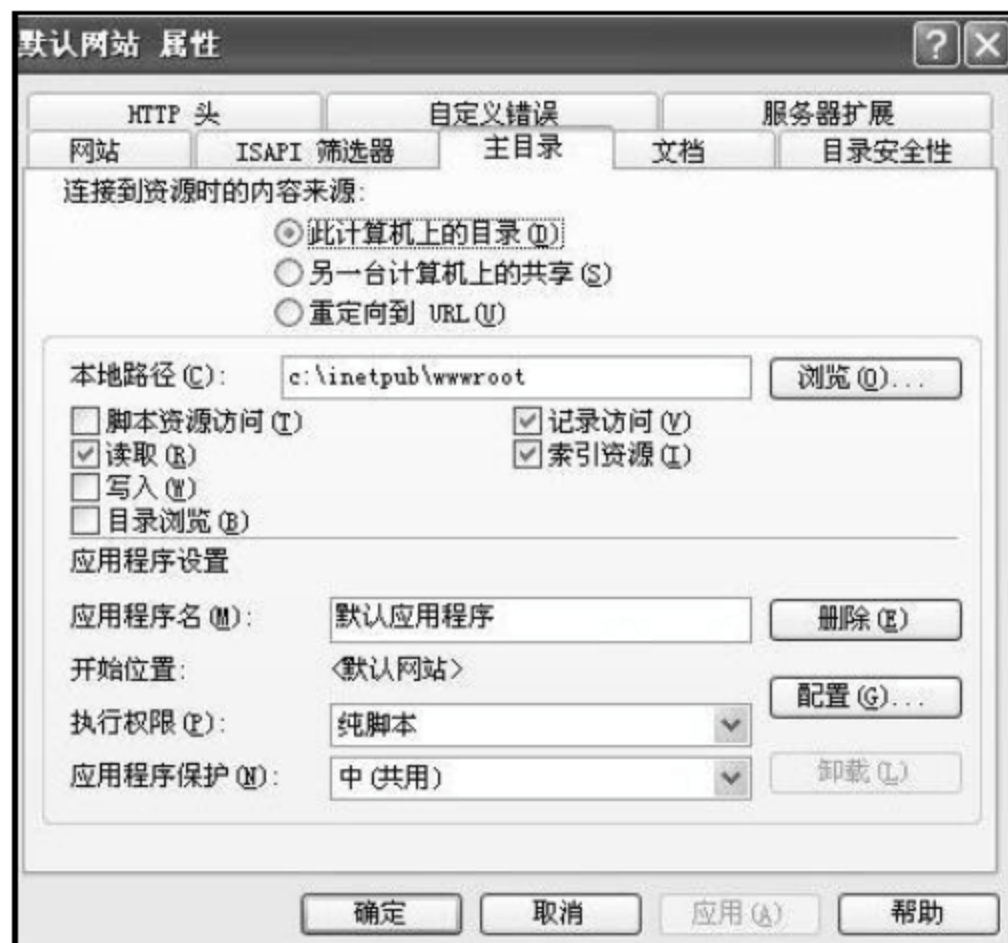 默认网站 属性
HTTP 头 自定义错误 服务器扩展
网站 ISAPI 筛选器 主目录 文档 目录安全性
连接到资源时的内容来源:
此计算机上的目录(D)
另一台计算机上的共享(S)
重定向到 URL(U)
本地路径(C): c:\inetpub\wwwroot 浏览(O)...
脚本资源访问(T) 记录访问(V)
读取(R) 索引资源(I)
写入(W)
目录浏览(B)
应用程序设置
应用程序名(M): 默认应用程序 删除(E)
开始位置: <默认网站>
配置(G)...
执行权限(P): 纯脚本
应用程序保护(N): 中(共用) 卸载(L)
确定 取消 应用(A) 帮助